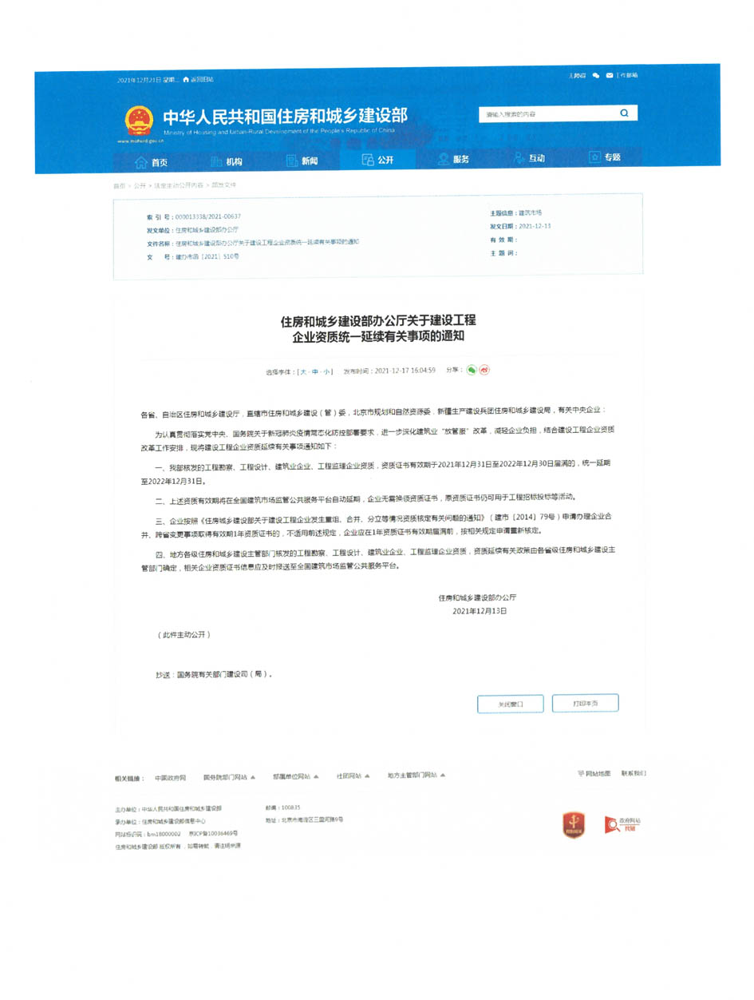 2021年12月21日 星期... 返回旧站
无障碍 工作邮箱
中华人民共和国住房和城乡建设部
Ministry of Housing and Urban-Rural Development of the People's Republic of China
www.mohurd.gov.cn
请输入搜索的内容
首页 机构 新闻 公开 服务 互动 专题
首页 > 公开 > 法定主动公开内容 > 部发文件
索 引 号：000013338/2021-00637
主题信息：建筑市场
发文单位：住房和城乡建设部办公厅
发文日期：2021-12-13
文件名称：住房和城乡建设部办公厅关于建设工程企业资质统一延续有关事项的通知
有 效 期：
文 号：建办市函〔2021〕510号
主 题 词：
住房和城乡建设部办公厅关于建设工程
企业资质统一延续有关事项的通知
选择字体：[大 - 中 - 小] 发布时间：2021-12-17 16:04:59 分享：
各省、自治区住房和城乡建设厅，直辖市住房和城乡建设（管）委，北京市规划和自然资源委，新疆生产建设兵团住房和城乡建设局，有关中央企业：
为认真贯彻落实党中央、国务院关于新冠肺炎疫情常态化防控部署要求，进一步深化建筑业“放管服”改革，减轻企业负担，结合建设工程企业资质
改革工作安排，现将建设工程企业资质延续有关事项通知如下：
一、我部核发的工程勘察、工程设计、建筑业企业、工程监理企业资质，资质证书有效期于2021年12月31日至2022年12月30日届满的，统一延期
至2022年12月31日。
二、上述资质有效期将在全国建筑市场监管公共服务平台自动延期，企业无需换领资质证书，原资质证书仍可用于工程招标投标等活动。
三、企业按照《住房城乡建设部关于建设工程企业发生重组、合并、分立等情况资质核定有关问题的通知》（建市〔2014〕79号）申请办理企业合
并、跨省变更事项取得有效期1年资质证书的，不适用前述规定，企业应在1年资质证书有效期届满前，按相关规定申请重新核定。
四、地方各级住房和城乡建设主管部门核发的工程勘察、工程设计、建筑业企业、工程监理企业资质，资质延续有关政策由各省级住房和城乡建设主
管部门确定，相关企业资质证书信息应及时报送至全国建筑市场监管公共服务平台。
住房和城乡建设部办公厅
2021年12月13日
（此件主动公开）
抄送：国务院有关部门建设司（局）。
关闭窗口 打印本页
相关链接： 中国政府网 国务院部门网站 部属单位网站 社团网站 地方主管部门网站 网站地图 联系我们
主办单位：中华人民共和国住房和城乡建设部 邮编：100835
承办单位：住房和城乡建设部信息中心 地址：北京市海淀区三里河路9号
网站标识码：bm18000002 京ICP备10036469号
住房和城乡建设部 版权所有，如需转载，请注明来源
政府网站
找错